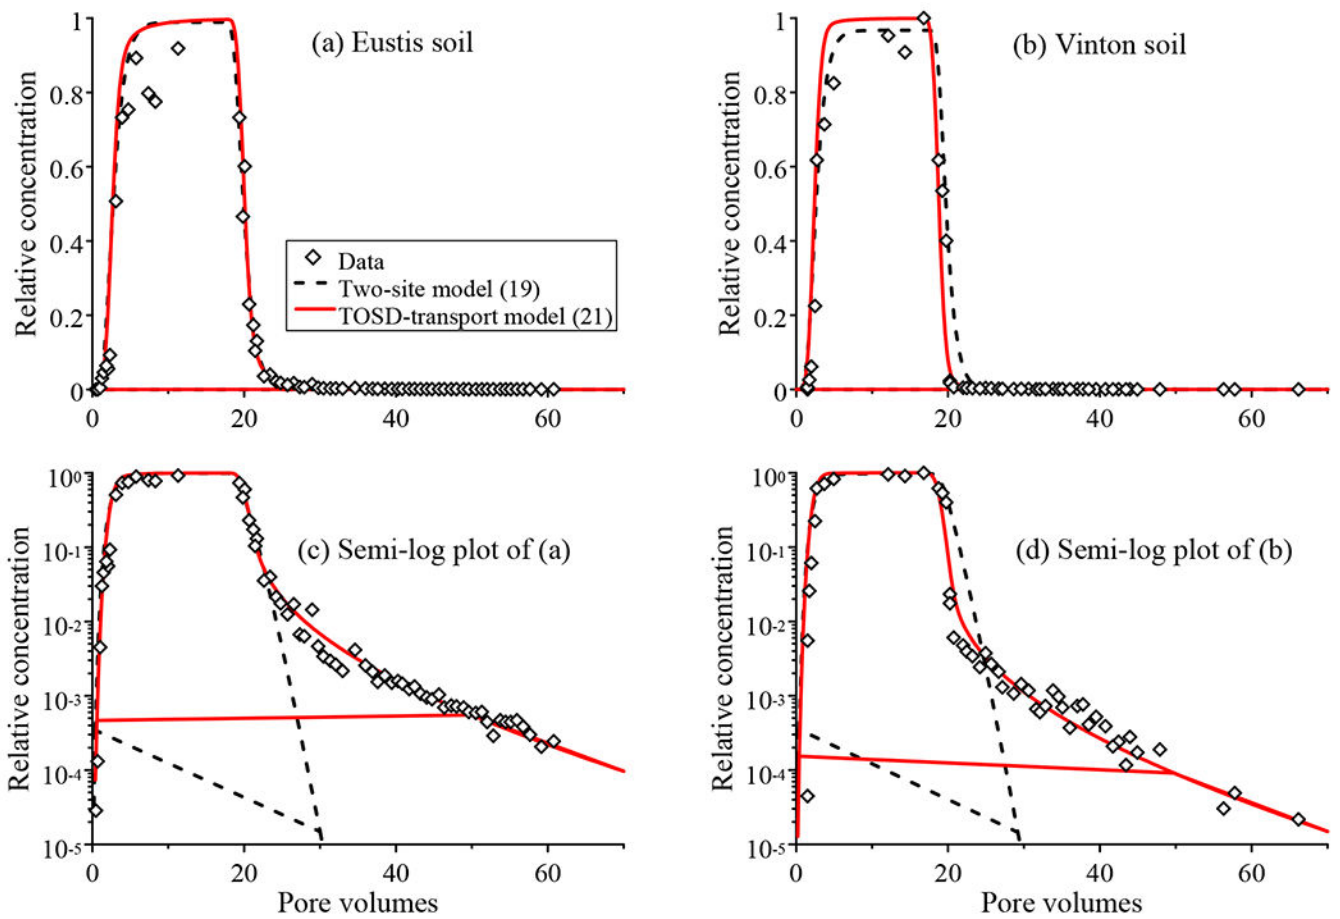 (a) Eustis soil
Relative concentration
1
0.8
0.6
0.4
0.2
0
0 20 40 60
Data
Two-site model (19)
TOSD-transport model (21)
(b) Vinton soil
Relative concentration
1
0.8
0.6
0.4
0.2
0
0 20 40 60
(c) Semi-log plot of (a)
Relative concentration
10⁰
10⁻¹
10⁻²
10⁻³
10⁻⁴
10⁻⁵
0 20 40 60
Pore volumes
(d) Semi-log plot of (b)
Relative concentration
10⁰
10⁻¹
10⁻²
10⁻³
10⁻⁴
10⁻⁵
0 20 40 60
Pore volumes